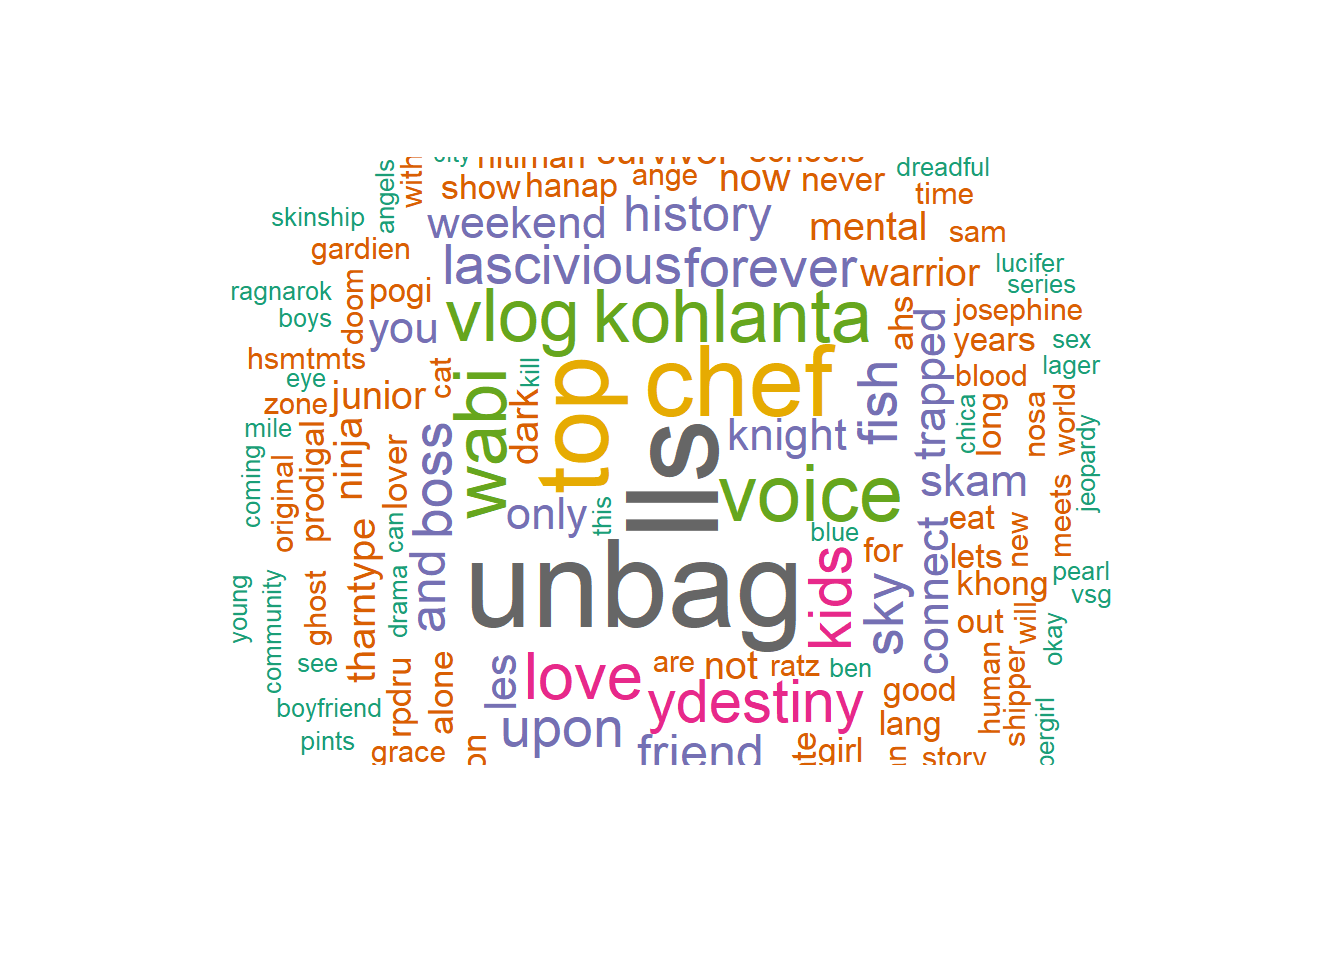 dreadful
angels
with
show
hanap
ange
now
never
time
skinship
weekend
history
mental
sam
gardien
lascivious
forever
warrior
lucifer
series
ragnarok
doom
pogi
vlog
kohlanta
ahs
josephine
boys
you
trapped
years
sex
hsmtmts
cat
kill
top
chef
fish
blood
lager
eye
zone
junior
wabi
dark
knight
chica
long
nosa
world
mile
prodigal
ninja
lover
boss
lls
voice
skam
jeopardy
coming
original
only
this
blue
eat
new
meets
can
and
unbag
for
lets
connect
young
community
ghost
tharntype
drama
kids
sky
khong
pearl
vsg
out
will
okay
see
rpdru
alone
les
love
are
not
ratz
ben
good
human
shipper
boyfriend
ydestiny
lang
pints
upon
grace
friend
girl
story